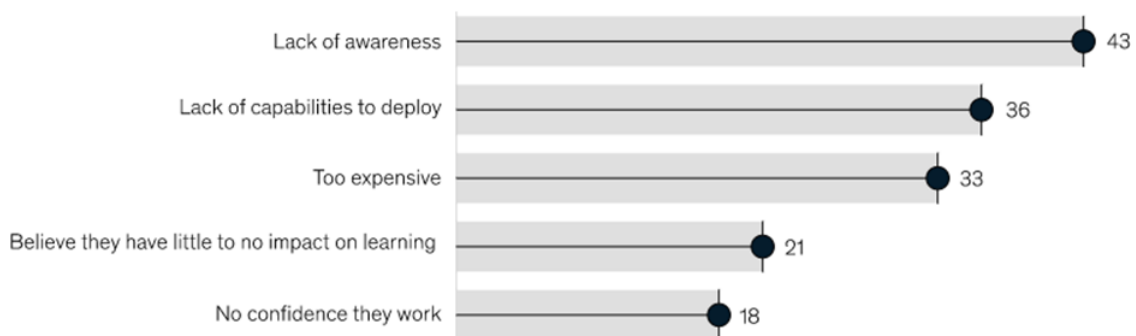 Lack of awareness 43
Lack of capabilities to deploy 36
Too expensive 33
Believe they have little to no impact on learning 21
No confidence they work 18